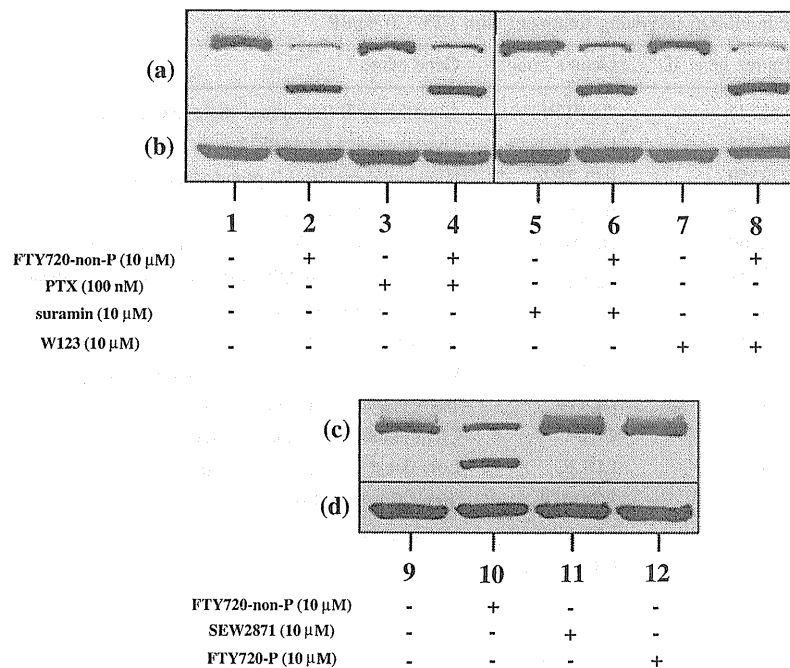 (a)
(b)
1 2 3 4 5 6 7 8
FTY720-non-P (10 μM) - + - + - + - +
PTX (100 nM) - - + + - - - -
suramin (10 μM) - - - - + + - -
W123 (10 μM) - - - - - - + +
(c)
(d)
9 10 11 12
FTY720-non-P (10 μM) - + - -
SEW2871 (10 μM) - - + -
FTY720-P (10 μM) - - - +